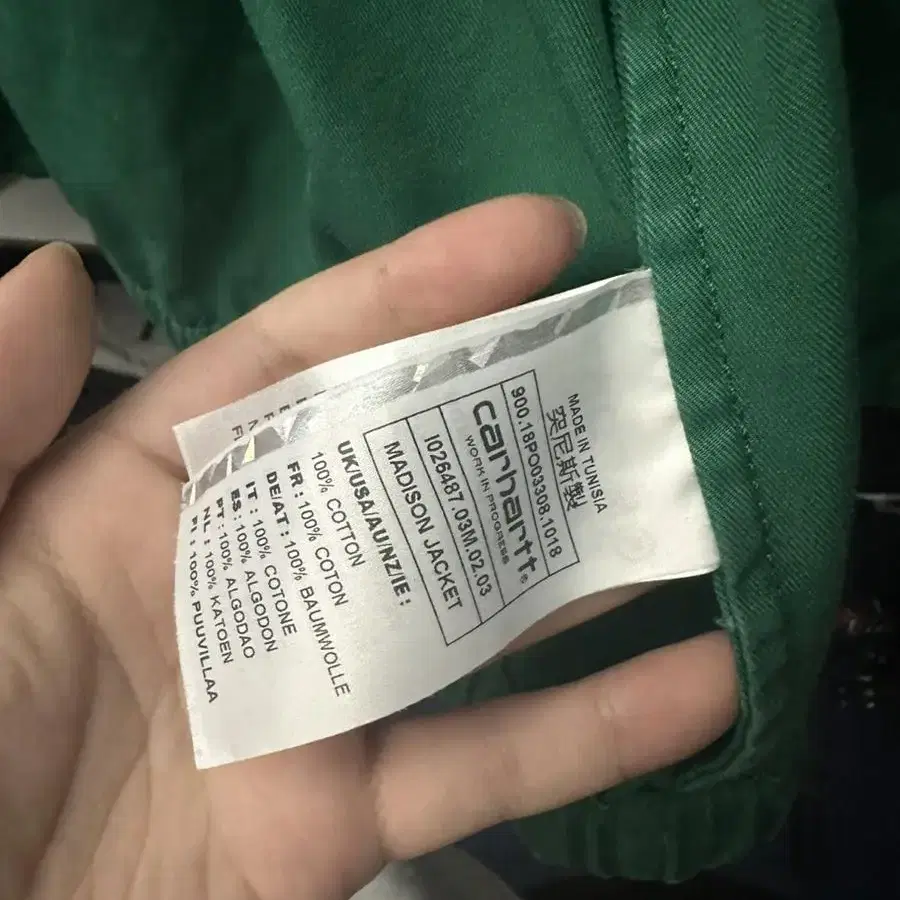 MADE IN TUNISIA
突尼斯製
900.18PO03308.1018
carhartt®
WORK IN PROGRESS
I026487.03M.02.03
MADISON JACKET
UK/USA/AU/NZ/IE:
100% COTTON
FR : 100% COTON
DE/AT : 100% BAUMWOLLE
IT : 100% COTONE
ES: 100% ALGODON
PT: 100% ALGODAO
NL : 100% KATOEN
FI : 100% PUUVILLAA